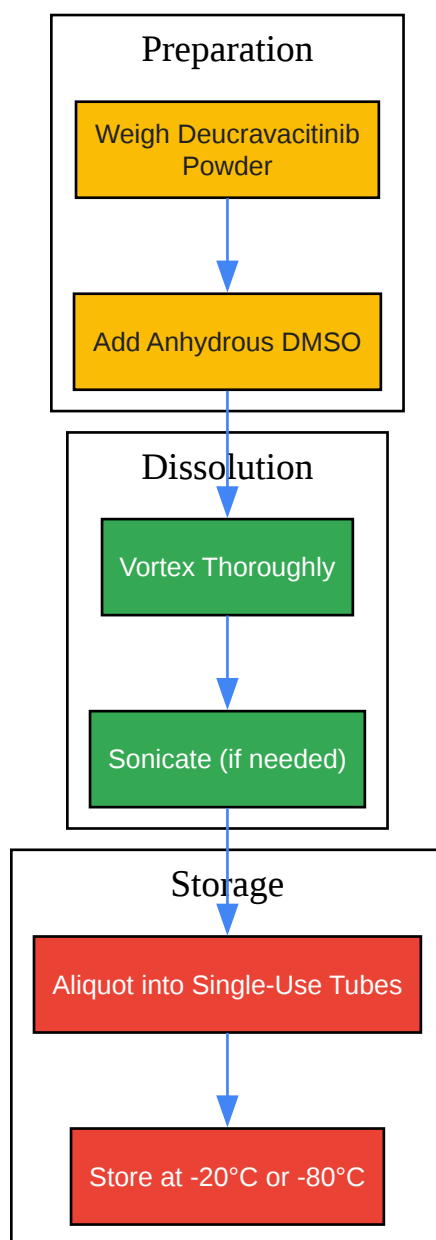 Preparation
Weigh Deucravacitinib
Powder
Add Anhydrous DMSO
Dissolution
Vortex Thoroughly
Sonicate (if needed)
Storage
Aliquot into Single-Use Tubes
Store at -20°C or -80°C